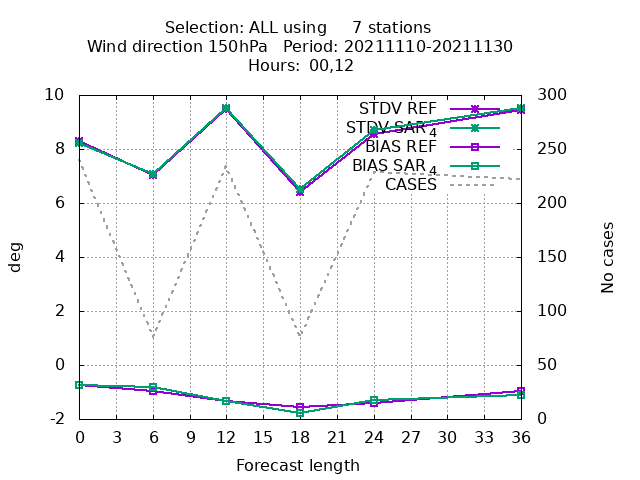 Selection: ALL using 7 stations
Wind direction 150hPa Period: 20211110-20211130
Hours: 00,12
10
8
6
4
2
0
-2
deg
300
250
200
150
100
50
0
No cases
STDV REF
STDV SAR4
BIAS REF
BIAS SAR4
CASES
0 3 6 9 12 15 18 21 24 27 30 33 36
Forecast length